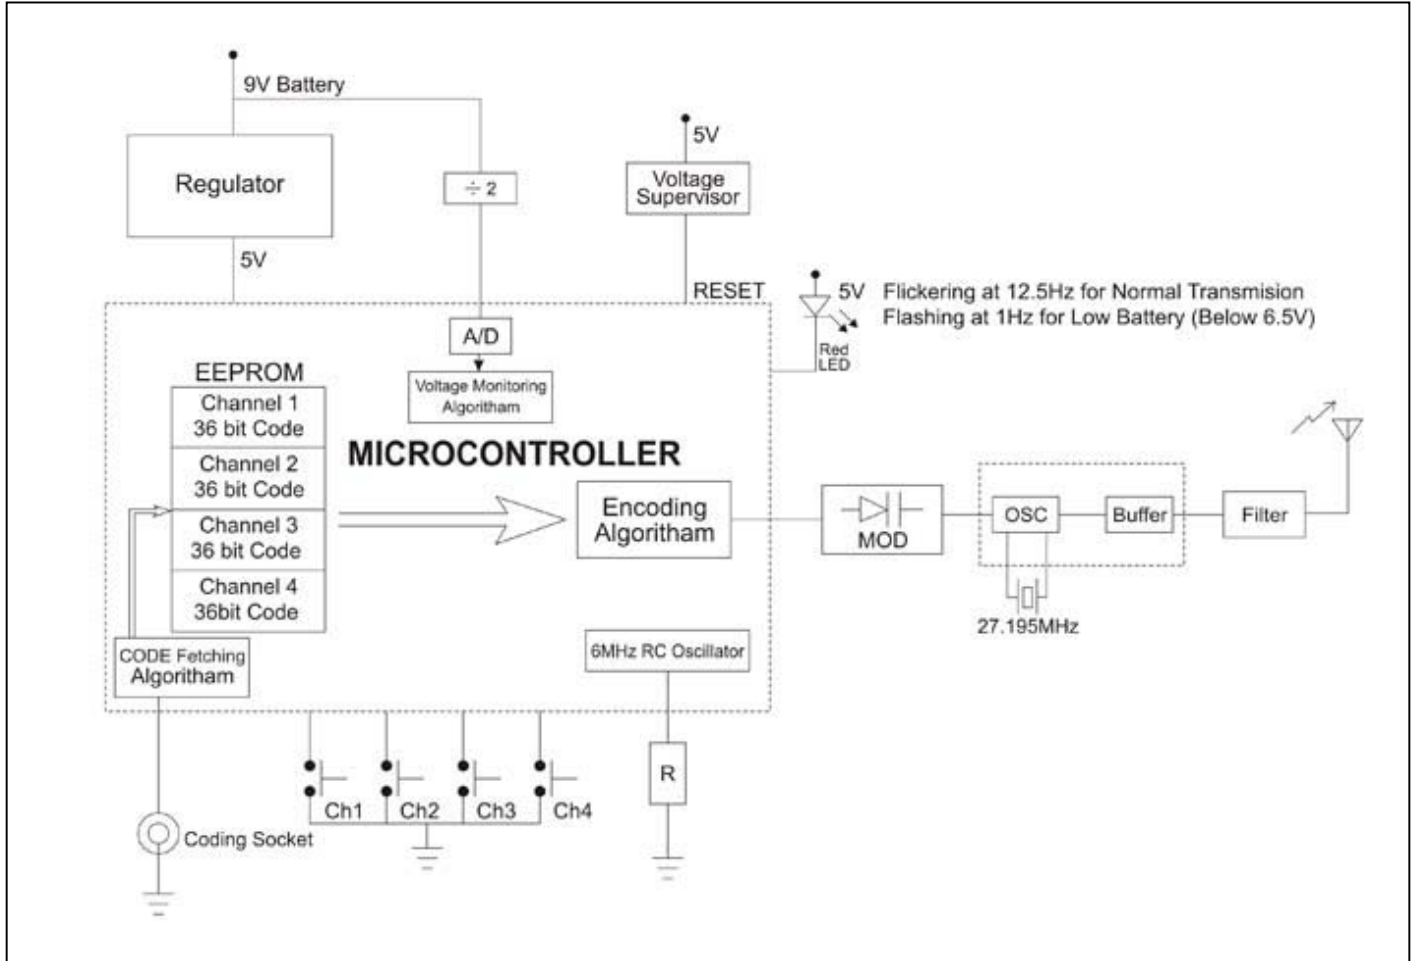 9V Battery
Regulator
÷ 2
5V
Voltage
Supervisor
5V
RESET
5V Flickering at 12.5Hz for Normal Transmision
Flashing at 1Hz for Low Battery (Below 6.5V)
Red
LED
A/D
Voltage Monitoring
Algoritham
EEPROM
Channel 1
36 bit Code
Channel 2
36 bit Code
Channel 3
36 bit Code
Channel 4
36bit Code
MICROCONTROLLER
Encoding
Algoritham
MOD
OSC
Buffer
Filter
27.195MHz
CODE Fetching
Algoritham
6MHz RC Oscillator
R
Ch1
Ch2
Ch3
Ch4
Coding Socket